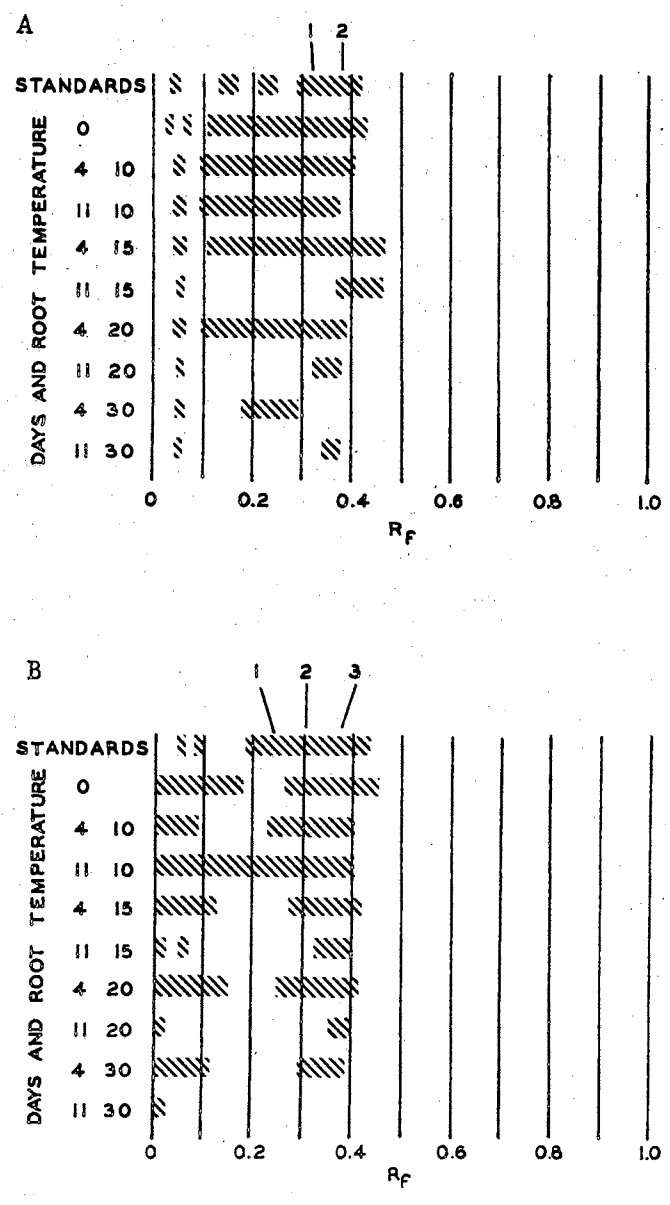 A
1 2
STANDARDS
DAYS AND ROOT TEMPERATURE
0
4 10
11 10
4 15
11 15
4 20
11 20
4 30
11 30
0 0.2 0.4 0.6 0.8 1.0
RF
B
1 2 3
STANDARDS
DAYS AND ROOT TEMPERATURE
0
4 10
11 10
4 15
11 15
4 20
11 20
4 30
11 30
0 0.2 0.4 0.6 0.8 1.0
RF